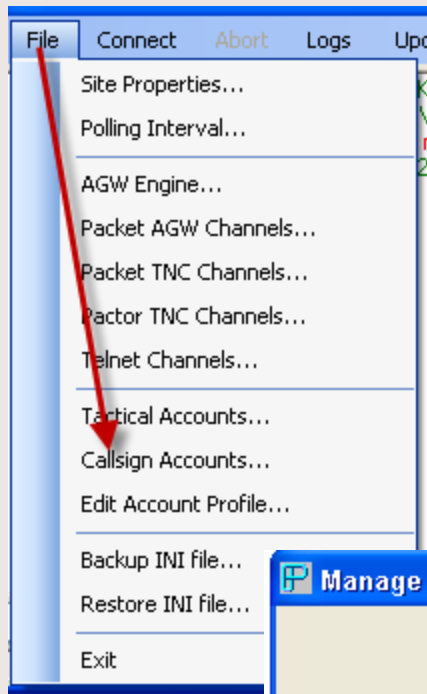 File Connect Abort Logs
Site Properties...
Polling Interval...
AGW Engine...
Packet AGW Channels...
Packet TNC Channels...
Pactor TNC Channels...
Telnet Channels...
Tactical Accounts...
Callsign Accounts...
Edit Account Profile...
Backup INI file...
Restore INI file...
Manage
Exit